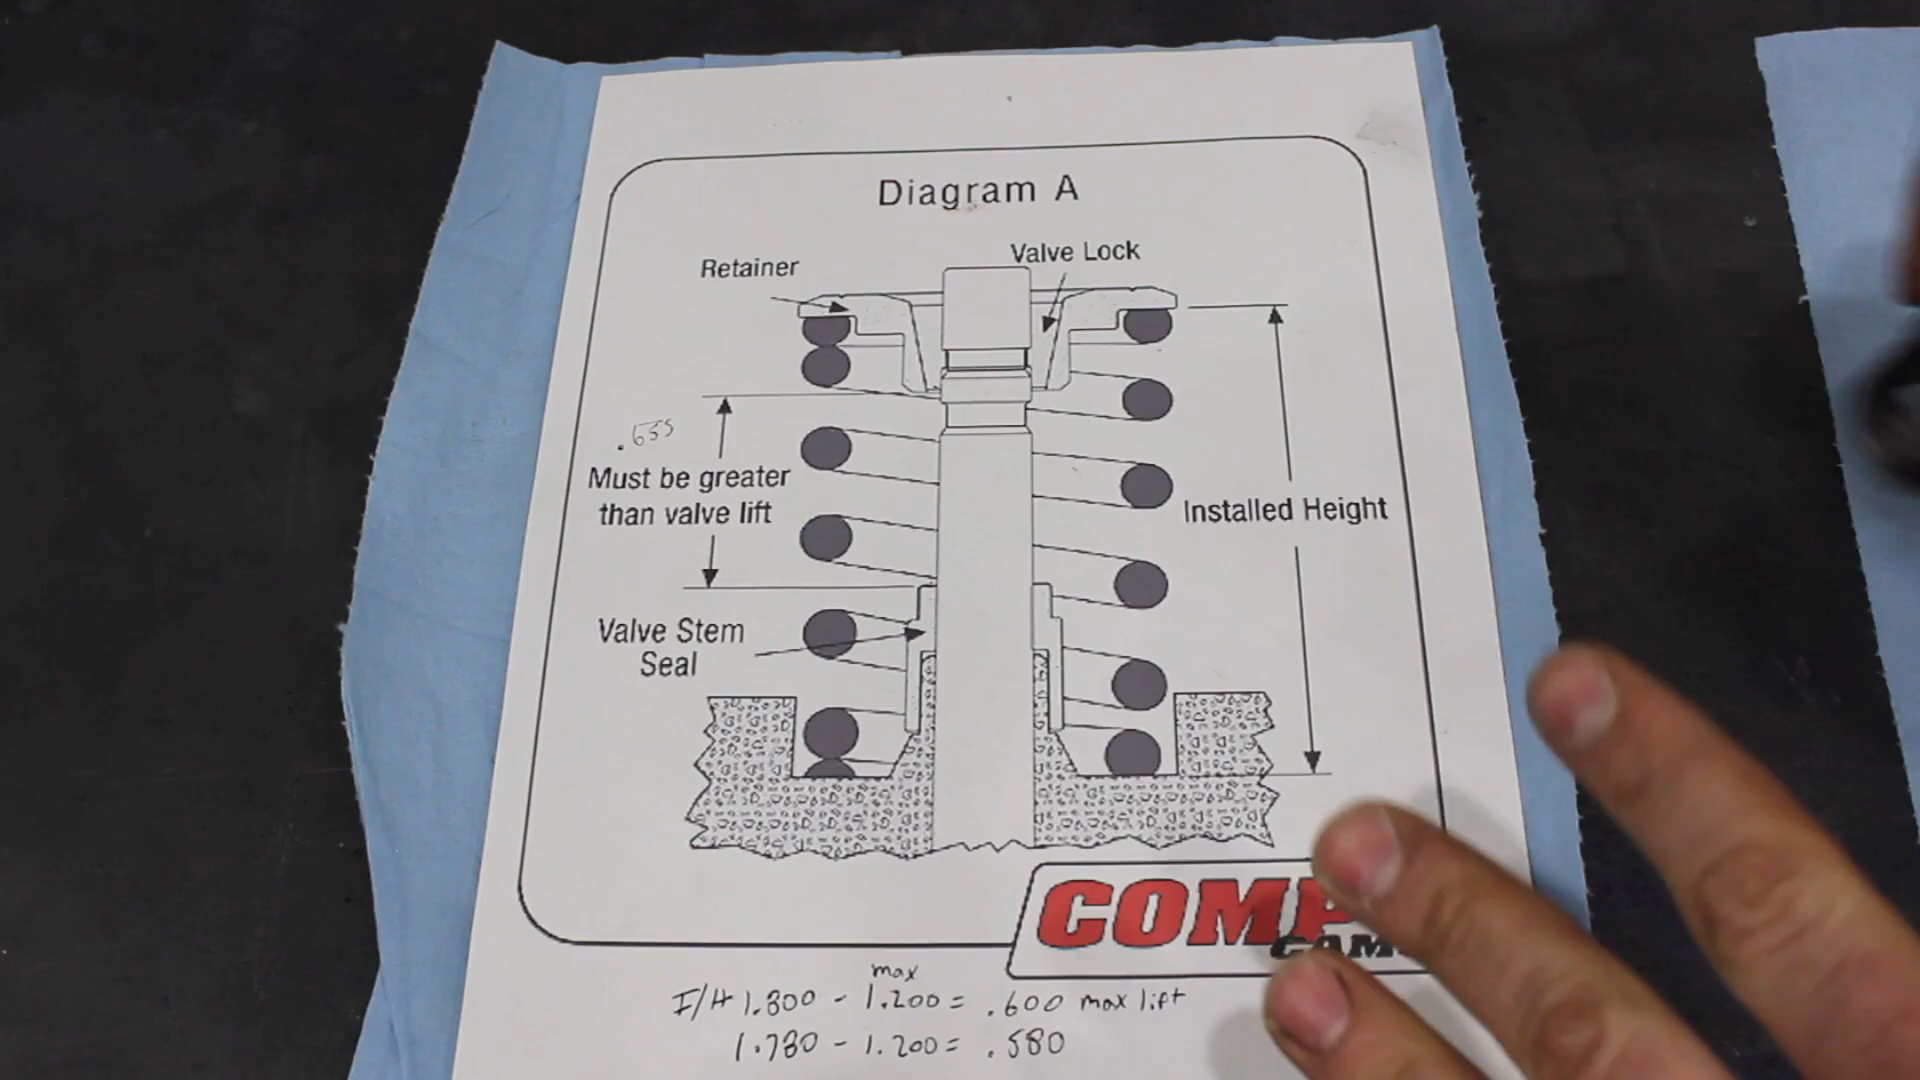 Diagram A
Retainer
Valve Lock
.655
Must be greater
than valve lift
Installed Height
Valve Stem
Seal
COMP
CAMS
max
I/H 1.800 - 1.200 = .600 max lift
1.780 - 1.200 = .580